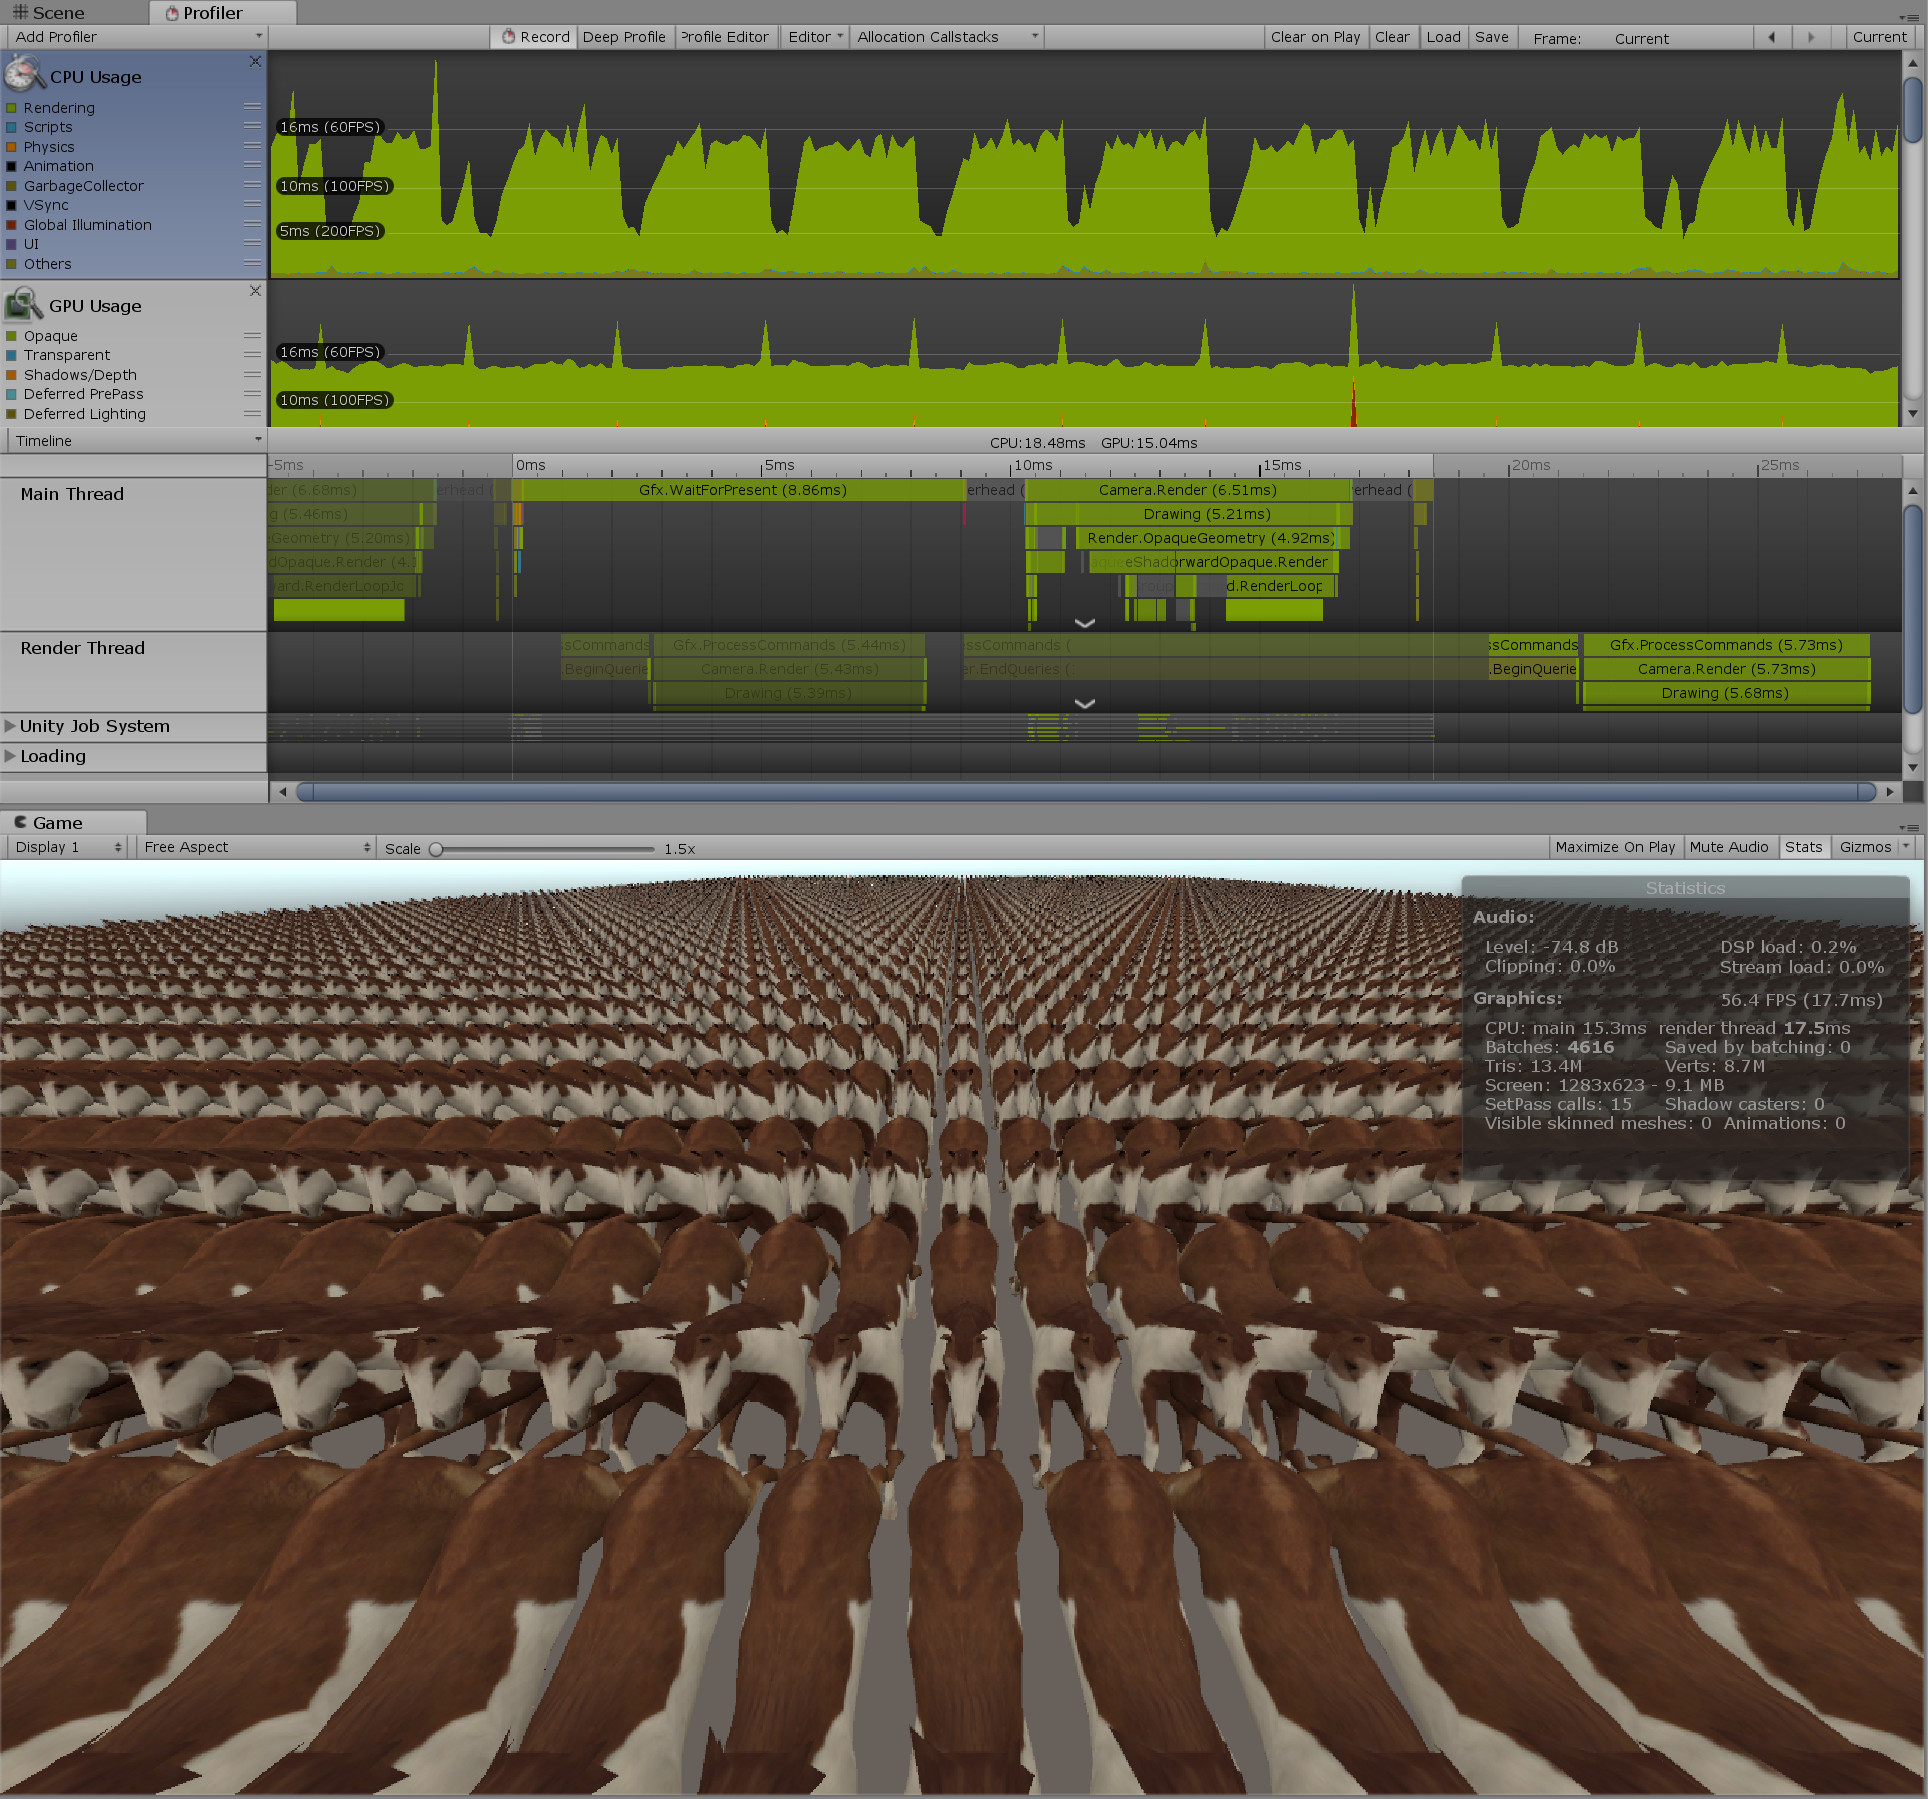 Scene Profiler
Add Profiler Record Deep Profile Profile Editor Editor Allocation Callstacks Clear on Play Clear Load Save Frame: Current Current
CPU Usage
Rendering
Scripts
Physics
Animation
GarbageCollector
VSync
Global Illumination
UI
Others
16ms (60FPS)
10ms (100FPS)
5ms (200FPS)
GPU Usage
Opaque
Transparent
Shadows/Depth
Deferred PrePass
Deferred Lighting
16ms (60FPS)
10ms (100FPS)
Timeline CPU:18.48ms GPU:15.04ms
-5ms 0ms 5ms 10ms 15ms 20ms 25ms
Main Thread
der (6.68ms) erhead ( Gfx.WaitForPresent (8.86ms) erhead ( Camera.Render (6.51ms) erhead (
g (5.46ms) Drawing (5.21ms)
eGeometry (5.20ms) Render.OpaqueGeometry (4.92ms)
dOpaque.Render (4.1 aqueeShadorwardOpaque.Render
ward.RenderLoopJc d.RenderLoop
Render Thread
ssCommands Gfx.ProcessCommands (5.44ms) ssCommands ( ssCommands Gfx.ProcessCommands (5.73ms)
.BeginQuerie Camera.Render (5.43ms) er.EndQueries ( .BeginQuerie Camera.Render (5.73ms)
Drawing (5.39ms) Drawing (5.68ms)
Unity Job System
Loading
Game
Display 1 Free Aspect Scale 1.5x Maximize On Play Mute Audio Stats Gizmos
Statistics
Audio:
Level: -74.8 dB DSP load: 0.2%
Clipping: 0.0% Stream load: 0.0%
Graphics: 56.4 FPS (17.7ms)
CPU: main 15.3ms render thread 17.5ms
Batches: 4616 Saved by batching: 0
Tris: 13.4M Verts: 8.7M
Screen: 1283x623 - 9.1 MB
SetPass calls: 15 Shadow casters: 0
Visible skinned meshes: 0 Animations: 0